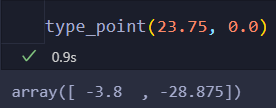 type_point(23.75, 0.0)
✓ 0.9s
array([ -3.8  , -28.875])